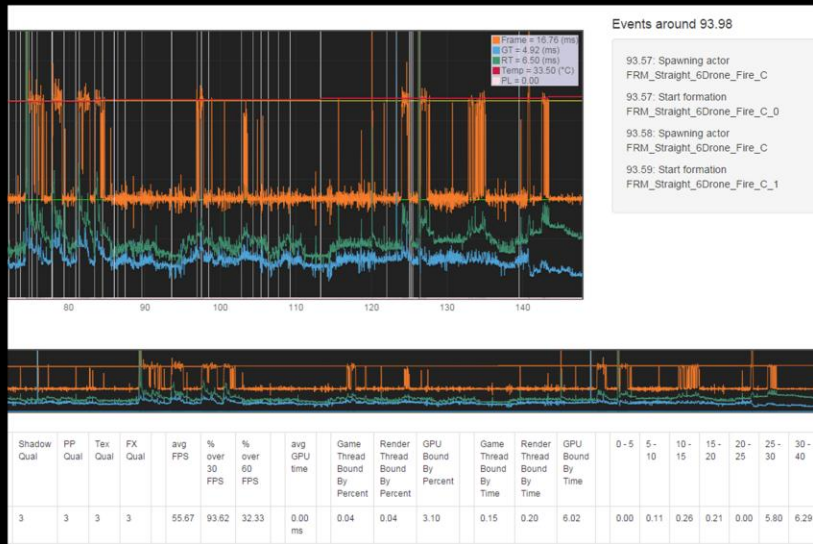 Events around 93.98
Frame = 16.76 (ms)
GT = 4.92 (ms)
RT = 6.50 (ms)
Temp = 33.50 (°C)
PL = 0.00
93.57: Spawning actor
FRM_Straight_6Drone_Fire_C
93.57: Start formation
FRM_Straight_6Drone_Fire_C_0
93.58: Spawning actor
FRM_Straight_6Drone_Fire_C
93.59: Start formation
FRM_Straight_6Drone_Fire_C_1
80 90 100 110 120 130 140
Shadow Qual PP Qual Tex Qual FX Qual avg FPS % over 30 FPS % over 60 FPS avg GPU time Game Thread Bound By Percent Render Thread Bound By Percent GPU Bound By Percent Game Thread Bound By Time Render Thread Bound By Time GPU Bound By Time 0 - 5 5 - 10 10 - 15 15 - 20 20 - 25 25 - 30 30 - 40
3 3 3 3 55.67 93.62 32.33 0.00 ms 0.04 0.04 3.10 0.15 0.20 6.02 0.00 0.11 0.26 0.21 0.00 5.80 6.29